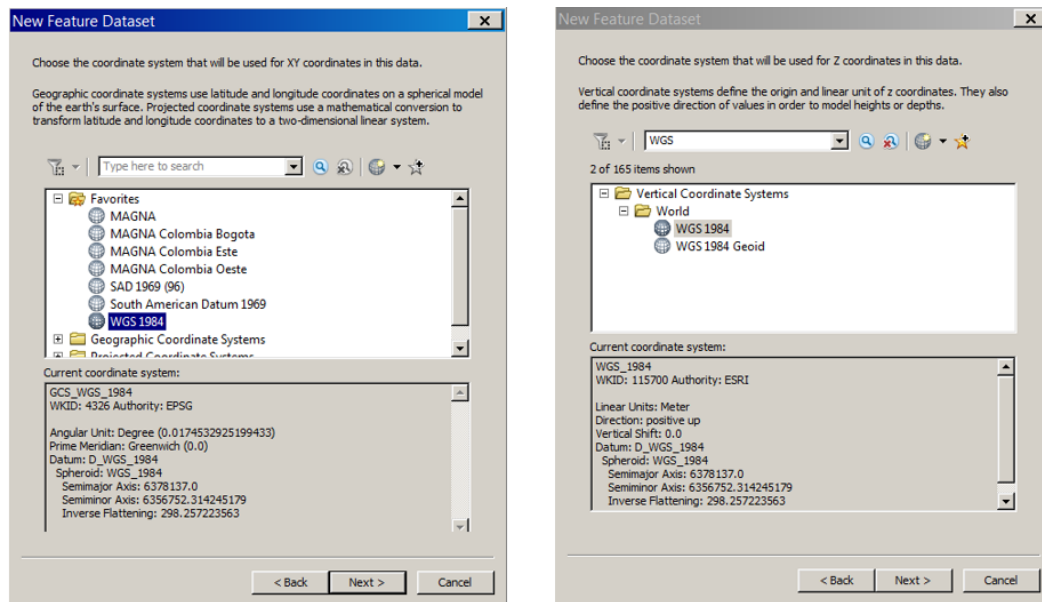 New Feature Dataset
Choose the coordinate system that will be used for XY coordinates in this data.
Geographic coordinate systems use latitude and longitude coordinates on a spherical model
of the earth's surface. Projected coordinate systems use a mathematical conversion to
transform latitude and longitude coordinates to a two-dimensional linear system.
Type here to search
Favorites
MAGNA
MAGNA Colombia Bogota
MAGNA Colombia Este
MAGNA Colombia Oeste
SAD 1969 (96)
South American Datum 1969
WGS 1984
Geographic Coordinate Systems
Projected Coordinate Systems
Current coordinate system:
GCS_WGS_1984
WKID: 4326 Authority: EPSG
Angular Unit: Degree (0.0174532925199433)
Prime Meridian: Greenwich (0.0)
Datum: D_WGS_1984
Spheroid: WGS_1984
Semimajor Axis: 6378137.0
Semiminor Axis: 6356752.314245179
Inverse Flattening: 298.257223563
< Back
Next >
Cancel
New Feature Dataset
Choose the coordinate system that will be used for Z coordinates in this data.
Vertical coordinate systems define the origin and linear unit of z coordinates. They also
define the positive direction of values in order to model heights or depths.
WGS
2 of 165 items shown
Vertical Coordinate Systems
World
WGS 1984
WGS 1984 Geoid
Current coordinate system:
WGS_1984
WKID: 115700 Authority: ESRI
Linear Units: Meter
Direction: positive up
Vertical Shift: 0.0
Datum: D_WGS_1984
Spheroid: WGS_1984
Semimajor Axis: 6378137.0
Semiminor Axis: 6356752.314245179
Inverse Flattening: 298.257223563
< Back
Next >
Cancel